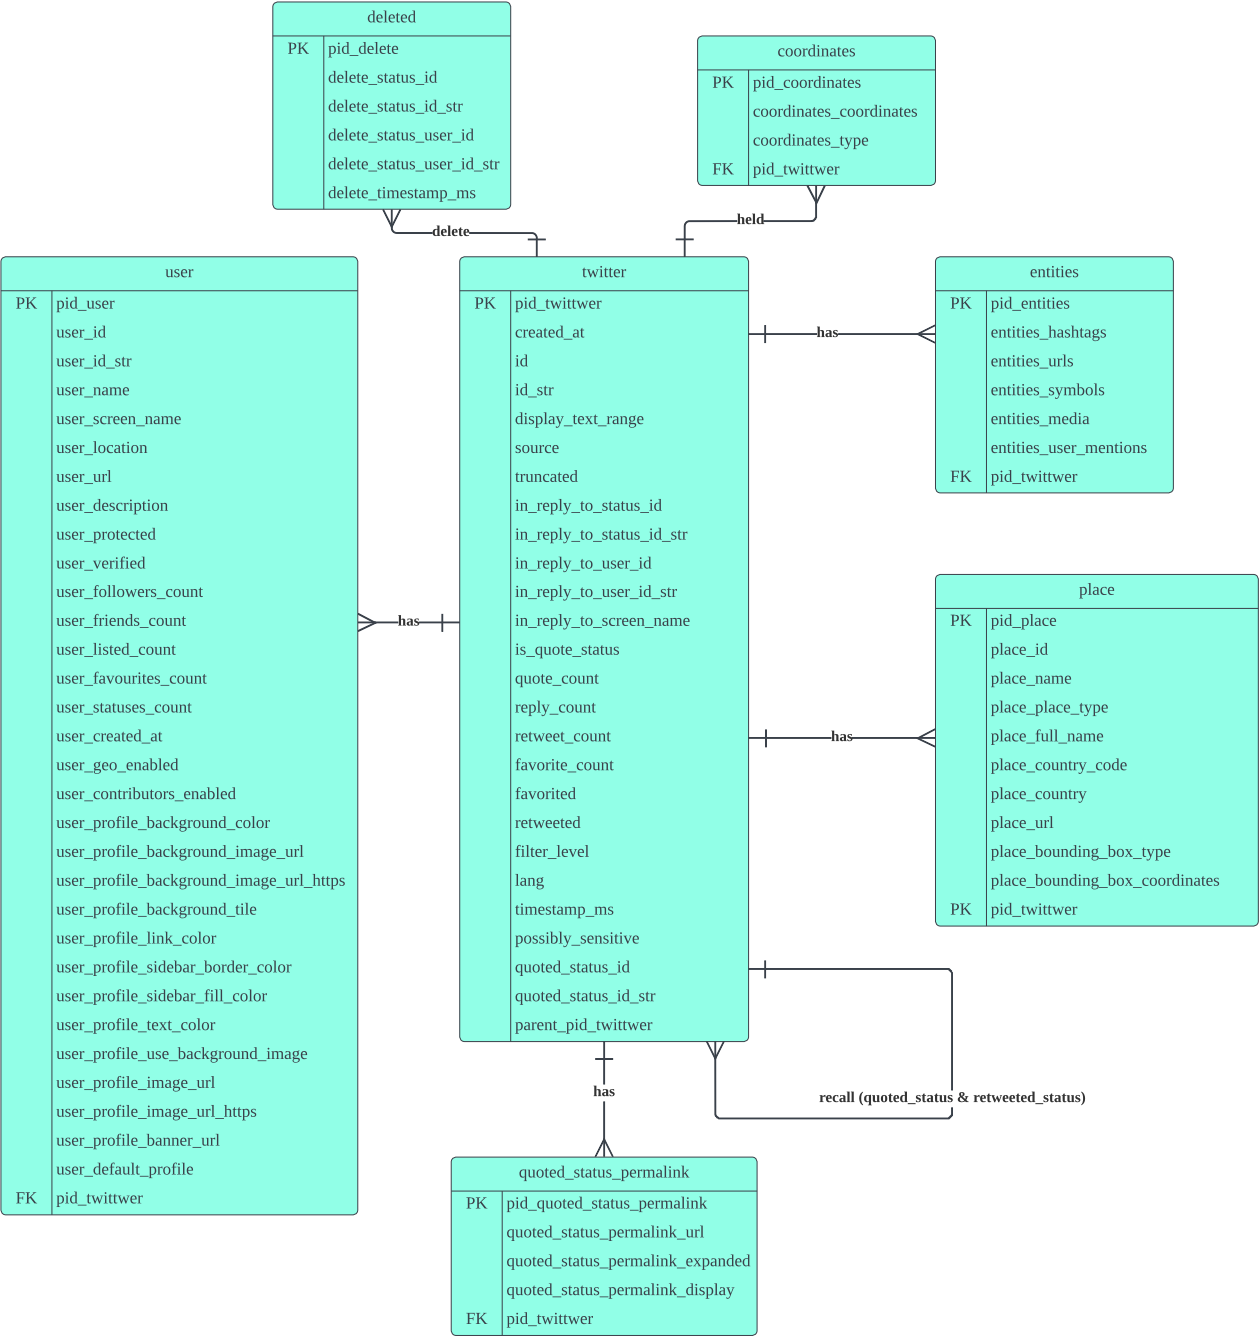 deleted
PK pid_delete
delete_status_id
delete_status_id_str
delete_status_user_id
delete_status_user_id_str
delete_timestamp_ms
coordinates
PK pid_coordinates
coordinates_coordinates
coordinates_type
FK pid_twittwer
delete
held
user
PK pid_user
user_id
user_id_str
user_name
user_screen_name
user_location
user_url
user_description
user_protected
user_verified
user_followers_count
user_friends_count
user_listed_count
user_favourites_count
user_statuses_count
user_created_at
user_geo_enabled
user_contributors_enabled
user_profile_background_color
user_profile_background_image_url
user_profile_background_image_url_https
user_profile_background_tile
user_profile_link_color
user_profile_sidebar_border_color
user_profile_sidebar_fill_color
user_profile_text_color
user_profile_use_background_image
user_profile_image_url
user_profile_image_url_https
user_profile_banner_url
user_default_profile
FK pid_twittwer
has
twitter
PK pid_twittwer
created_at
id
id_str
display_text_range
source
truncated
in_reply_to_status_id
in_reply_to_status_id_str
in_reply_to_user_id
in_reply_to_user_id_str
in_reply_to_screen_name
is_quote_status
quote_count
reply_count
retweet_count
favorite_count
favorited
retweeted
filter_level
lang
timestamp_ms
possibly_sensitive
quoted_status_id
quoted_status_id_str
parent_pid_twittwer
has
entities
PK pid_entities
entities_hashtags
entities_urls
entities_symbols
entities_media
entities_user_mentions
FK pid_twittwer
has
place
PK pid_place
place_id
place_name
place_place_type
place_full_name
place_country_code
place_country
place_url
place_bounding_box_type
place_bounding_box_coordinates
PK pid_twittwer
recall (quoted_status & retweeted_status)
has
quoted_status_permalink
PK pid_quoted_status_permalink
quoted_status_permalink_url
quoted_status_permalink_expanded
quoted_status_permalink_display
FK pid_twittwer